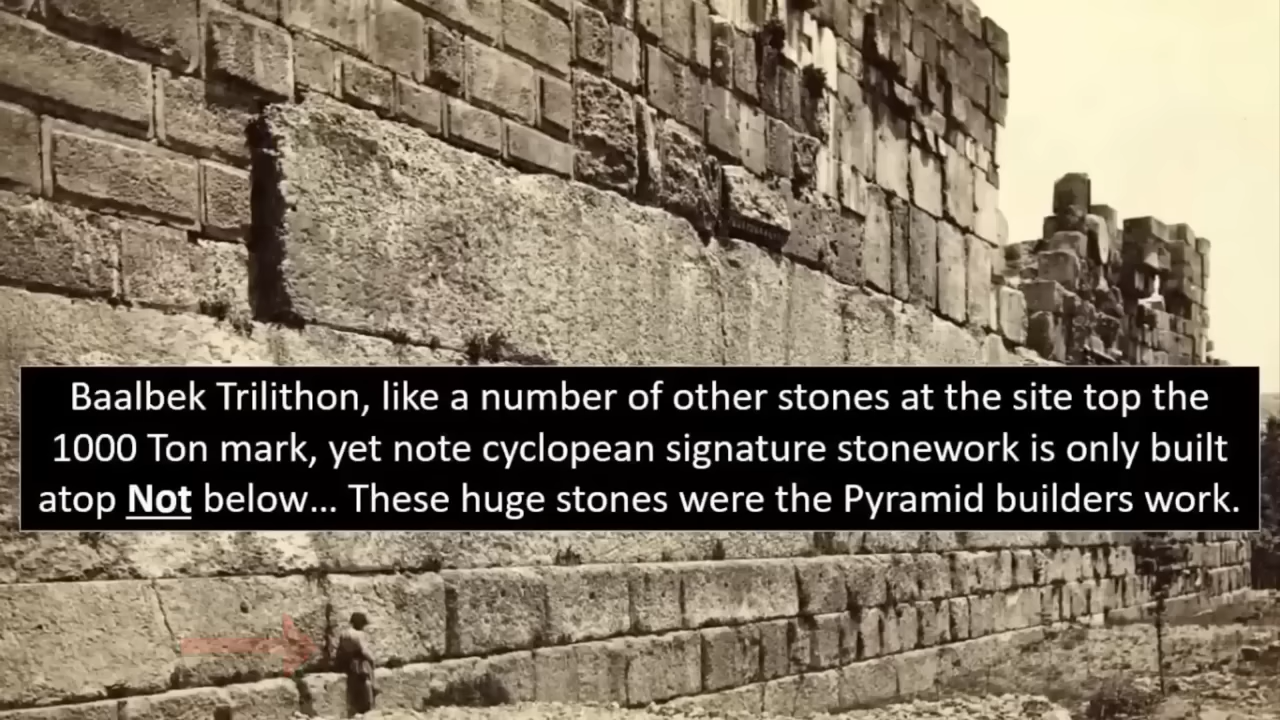 Baalbek Trilithon, like a number of other stones at the site top the
1000 Ton mark, yet note cyclopean signature stonework is only built
atop Not below... These huge stones were the Pyramid builders work.